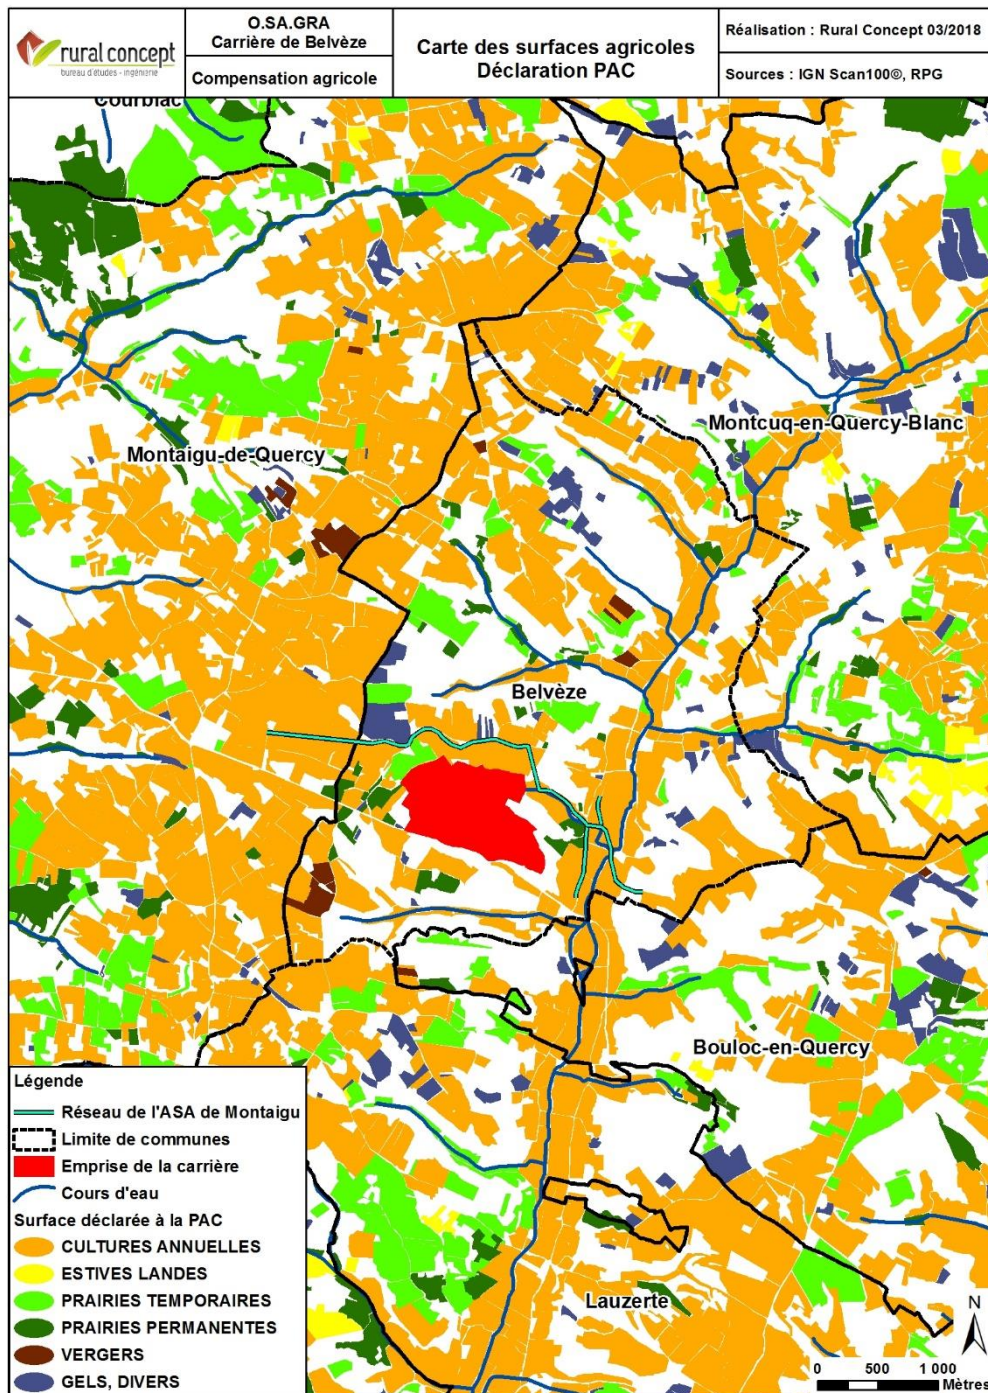 rural concept
bureau d'études - ingénierie
O.SA.GRA
Carrière de Belvèze
Compensation agricole
Carte des surfaces agricoles
Déclaration PAC
Réalisation : Rural Concept 03/2018
Sources : IGN Scan100©, RPG
Courbiac
Montcuq-en-Quercy-Blanc
Montaigu-de-Quercy
Belvèze
Bouloc-en-Quercy
Lauzerte
Légende
Réseau de l'ASA de Montaigu
Limite de communes
Emprise de la carrière
Cours d'eau
Surface déclarée à la PAC
CULTURES ANNUELLES
ESTIVES LANDES
PRAIRIES TEMPORAIRES
PRAIRIES PERMANENTES
VERGERS
GELS, DIVERS
N
0 500 1 000
Mètres